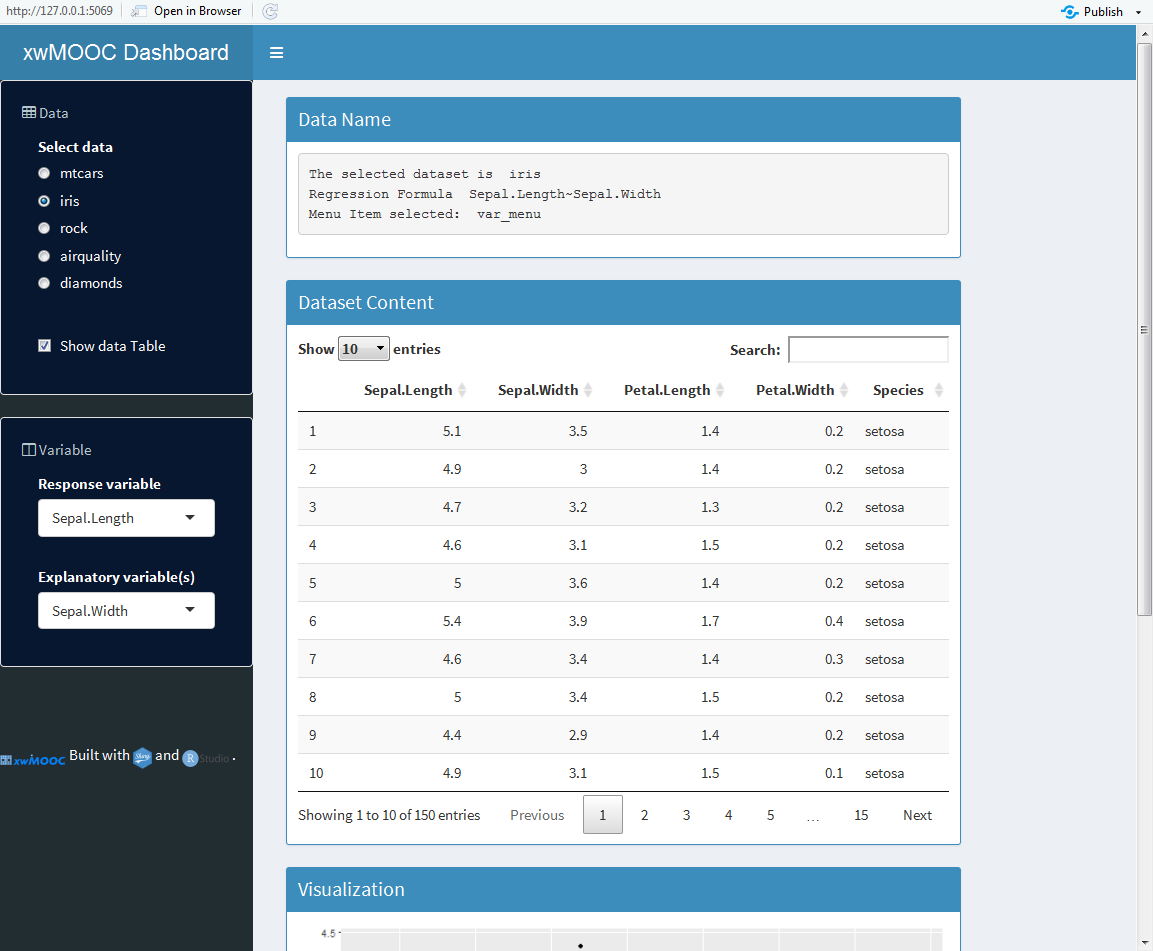 http://127.0.0.1:5069 Open in Browser Publish
xwMOOC Dashboard
Data
Select data
mtcars
iris
rock
airquality
diamonds
Show data Table
Variable
Response variable
Sepal.Length
Explanatory variable(s)
Sepal.Width
xwMOOC Built with Shiny and R Studio .
Data Name
The selected dataset is iris
Regression Formula Sepal.Length~Sepal.Width
Menu Item selected: var_menu
Dataset Content
Show 10 entries Search:
Sepal.Length Sepal.Width Petal.Length Petal.Width Species
1 5.1 3.5 1.4 0.2 setosa
2 4.9 3 1.4 0.2 setosa
3 4.7 3.2 1.3 0.2 setosa
4 4.6 3.1 1.5 0.2 setosa
5 5 3.6 1.4 0.2 setosa
6 5.4 3.9 1.7 0.4 setosa
7 4.6 3.4 1.4 0.3 setosa
8 5 3.4 1.5 0.2 setosa
9 4.4 2.9 1.4 0.2 setosa
10 4.9 3.1 1.5 0.1 setosa
Showing 1 to 10 of 150 entries Previous 1 2 3 4 5 … 15 Next
Visualization
4.5